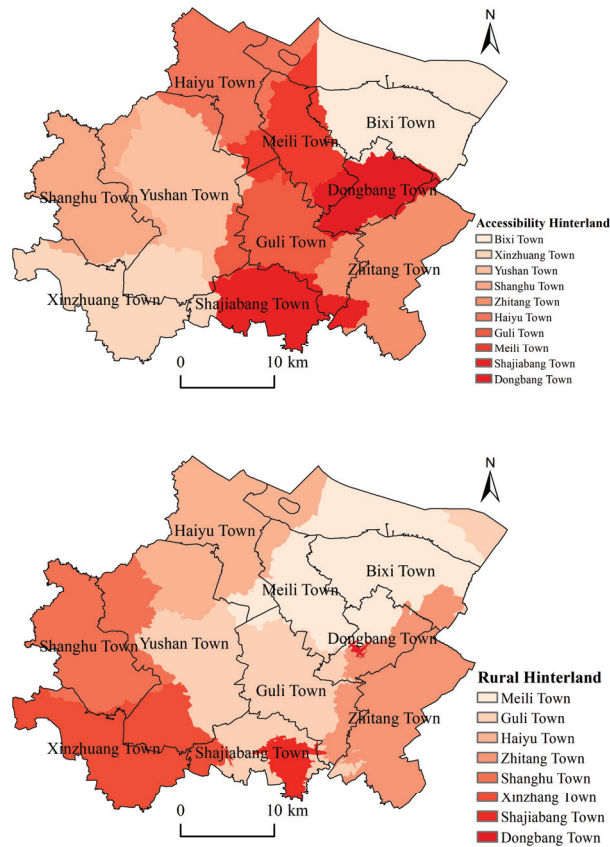 N
Haiyu Town
Meili Town
Bixi Town
Dongbang Town
Shanghu Town
Yushan Town
Guli Town
Zhitang Town
Xinzhuang Town
Shajiabang Town
0 10 km
Accessibility Hinterland
Bixi Town
Xinzhuang Town
Yushan Town
Shanghu Town
Zhitang Town
Haiyu Town
Guli Town
Meili Town
Shajiabang Town
Dongbang Town
N
Haiyu Town
Meili Town
Bixi Town
Dongbang Town
Yushan Town
Shanghu Town
Guli Town
Zhitang Town
Xinzhuang Town
Shajiabang Town
0 10 km
Rural Hinterland
Meili Town
Guli Town
Haiyu Town
Zhitang Town
Shanghu Town
Xinzhang Town
Shajiabang Town
Dongbang Town